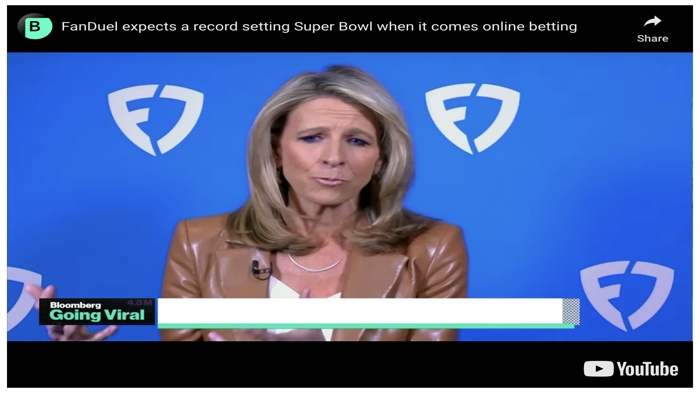 B
FanDuel expects a record setting Super Bowl when it comes online betting
Share
Bloomberg 4.8M
Going Viral
YouTube